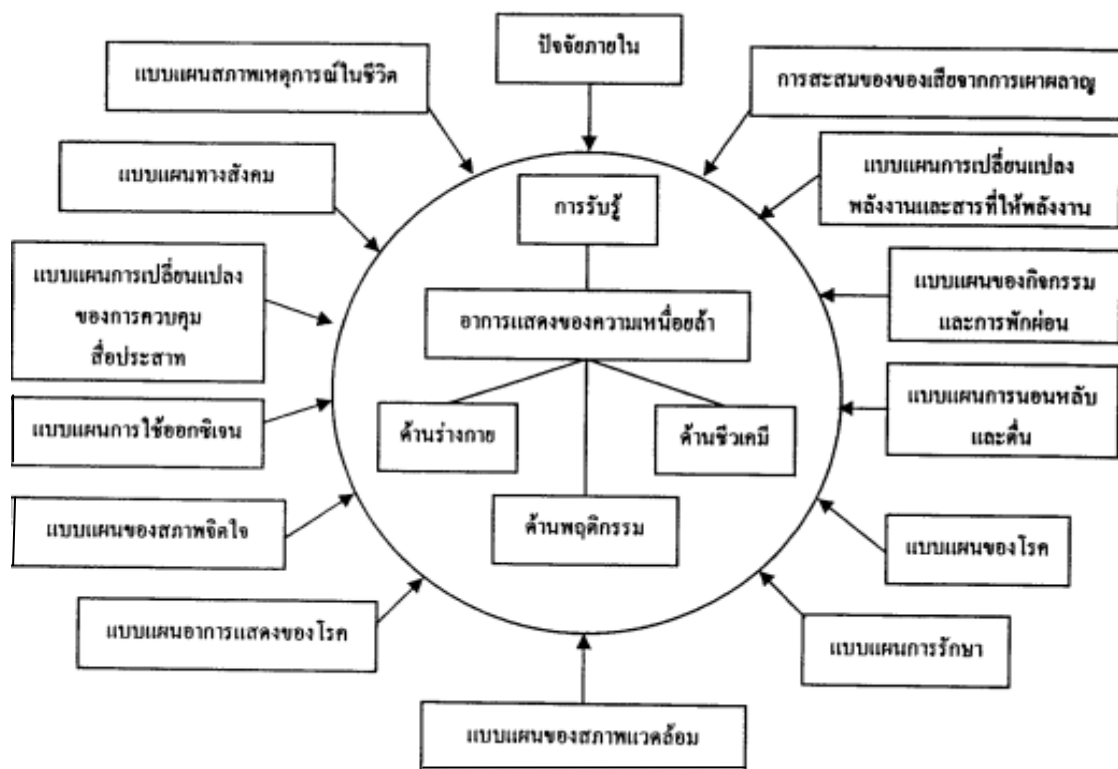 ปัจจัยภายใน
แบบแผนสภาพเหตุการณ์ในชีวิต
การสะสมของของเสียจากการเผาผลาญ
แบบแผนทางสังคม
แบบแผนการเปลี่ยนแปลง
พลังงานและสารที่ให้พลังงาน
การรับรู้
แบบแผนการเปลี่ยนแปลง
ของการควบคุม
สื่อประสาท
อาการแสดงของความเหนื่อยล้า
แบบแผนของกิจกรรม
และการพักผ่อน
แบบแผนการใช้ออกซิเจน
ด้านร่างกาย
ด้านชีวเคมี
แบบแผนการนอนหลับ
และตื่น
แบบแผนของสภาพจิตใจ
ด้านพฤติกรรม
แบบแผนของโรค
แบบแผนอาการแสดงของโรค
แบบแผนการรักษา
แบบแผนของสภาพแวดล้อม